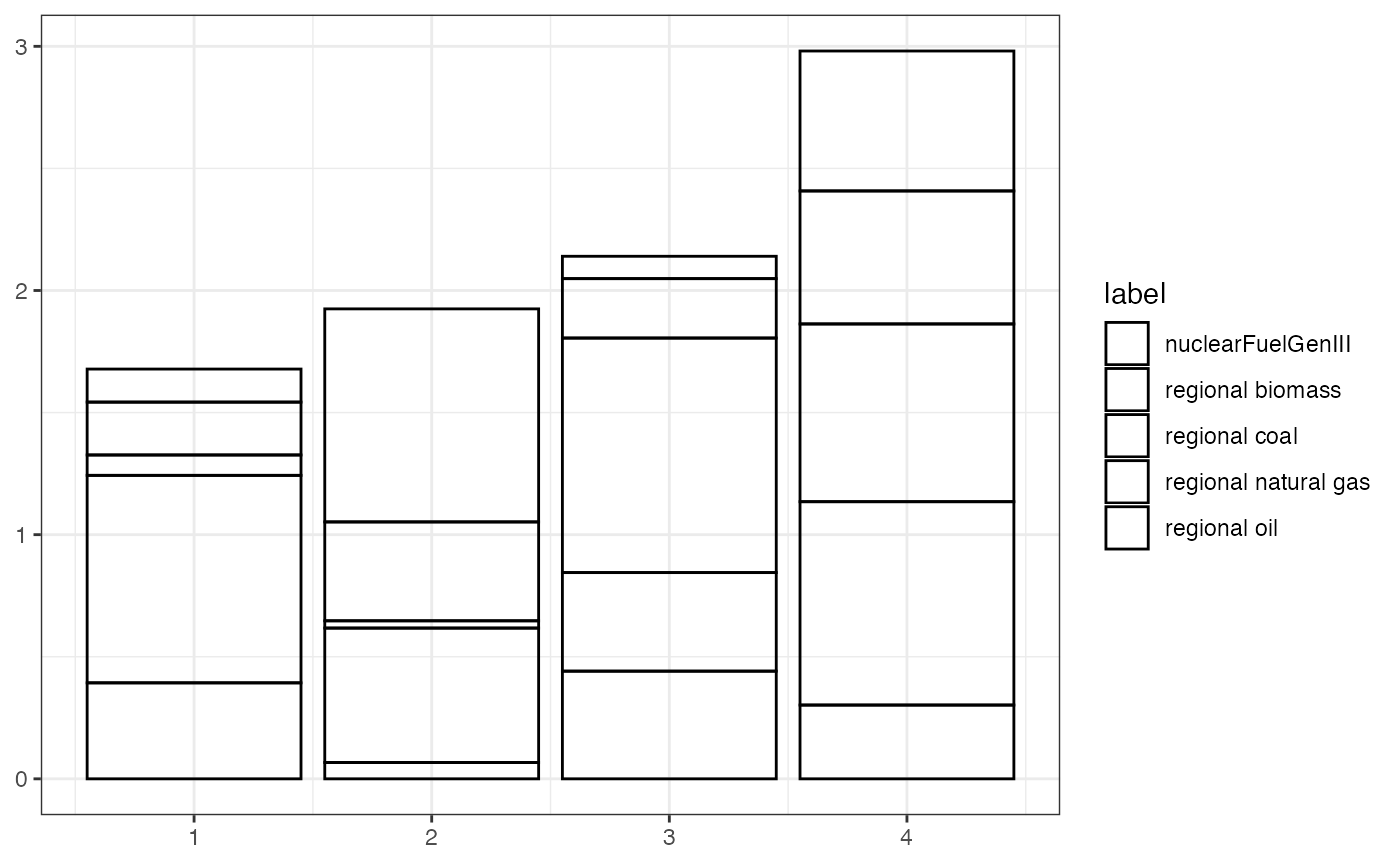 3
2
1
0
1
2
3
4
label
nuclearFuelGenIII
regional biomass
regional coal
regional natural gas
regional oil